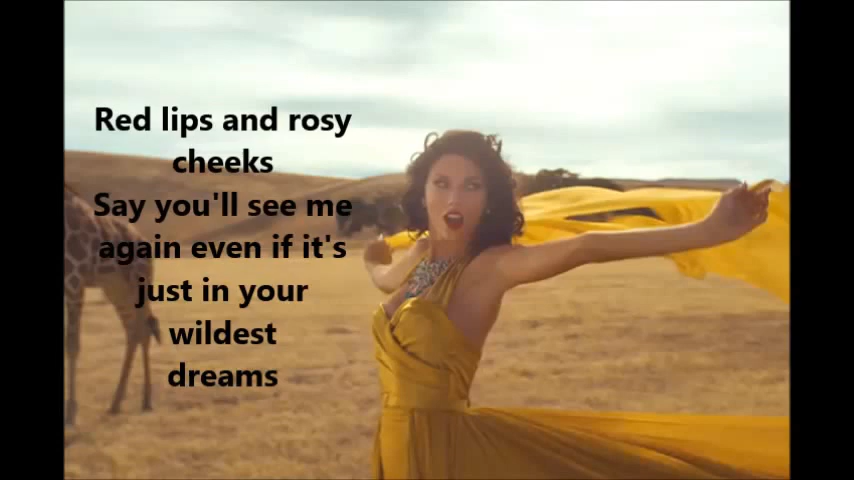 Red lips and rosy
cheeks
Say you'll see me
again even if it's
just in your
wildest
dreams